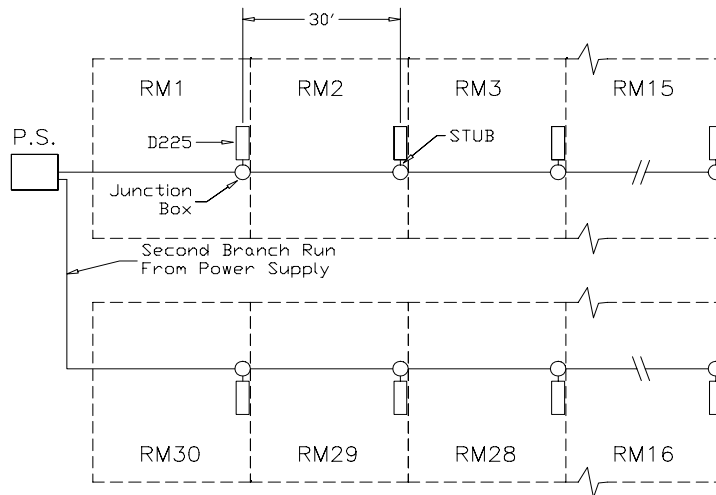 30'
RM1 RM2 RM3 RM15
P.S.
D225
STUB
Junction
Box
Second Branch Run
From Power Supply
RM30 RM29 RM28 RM16